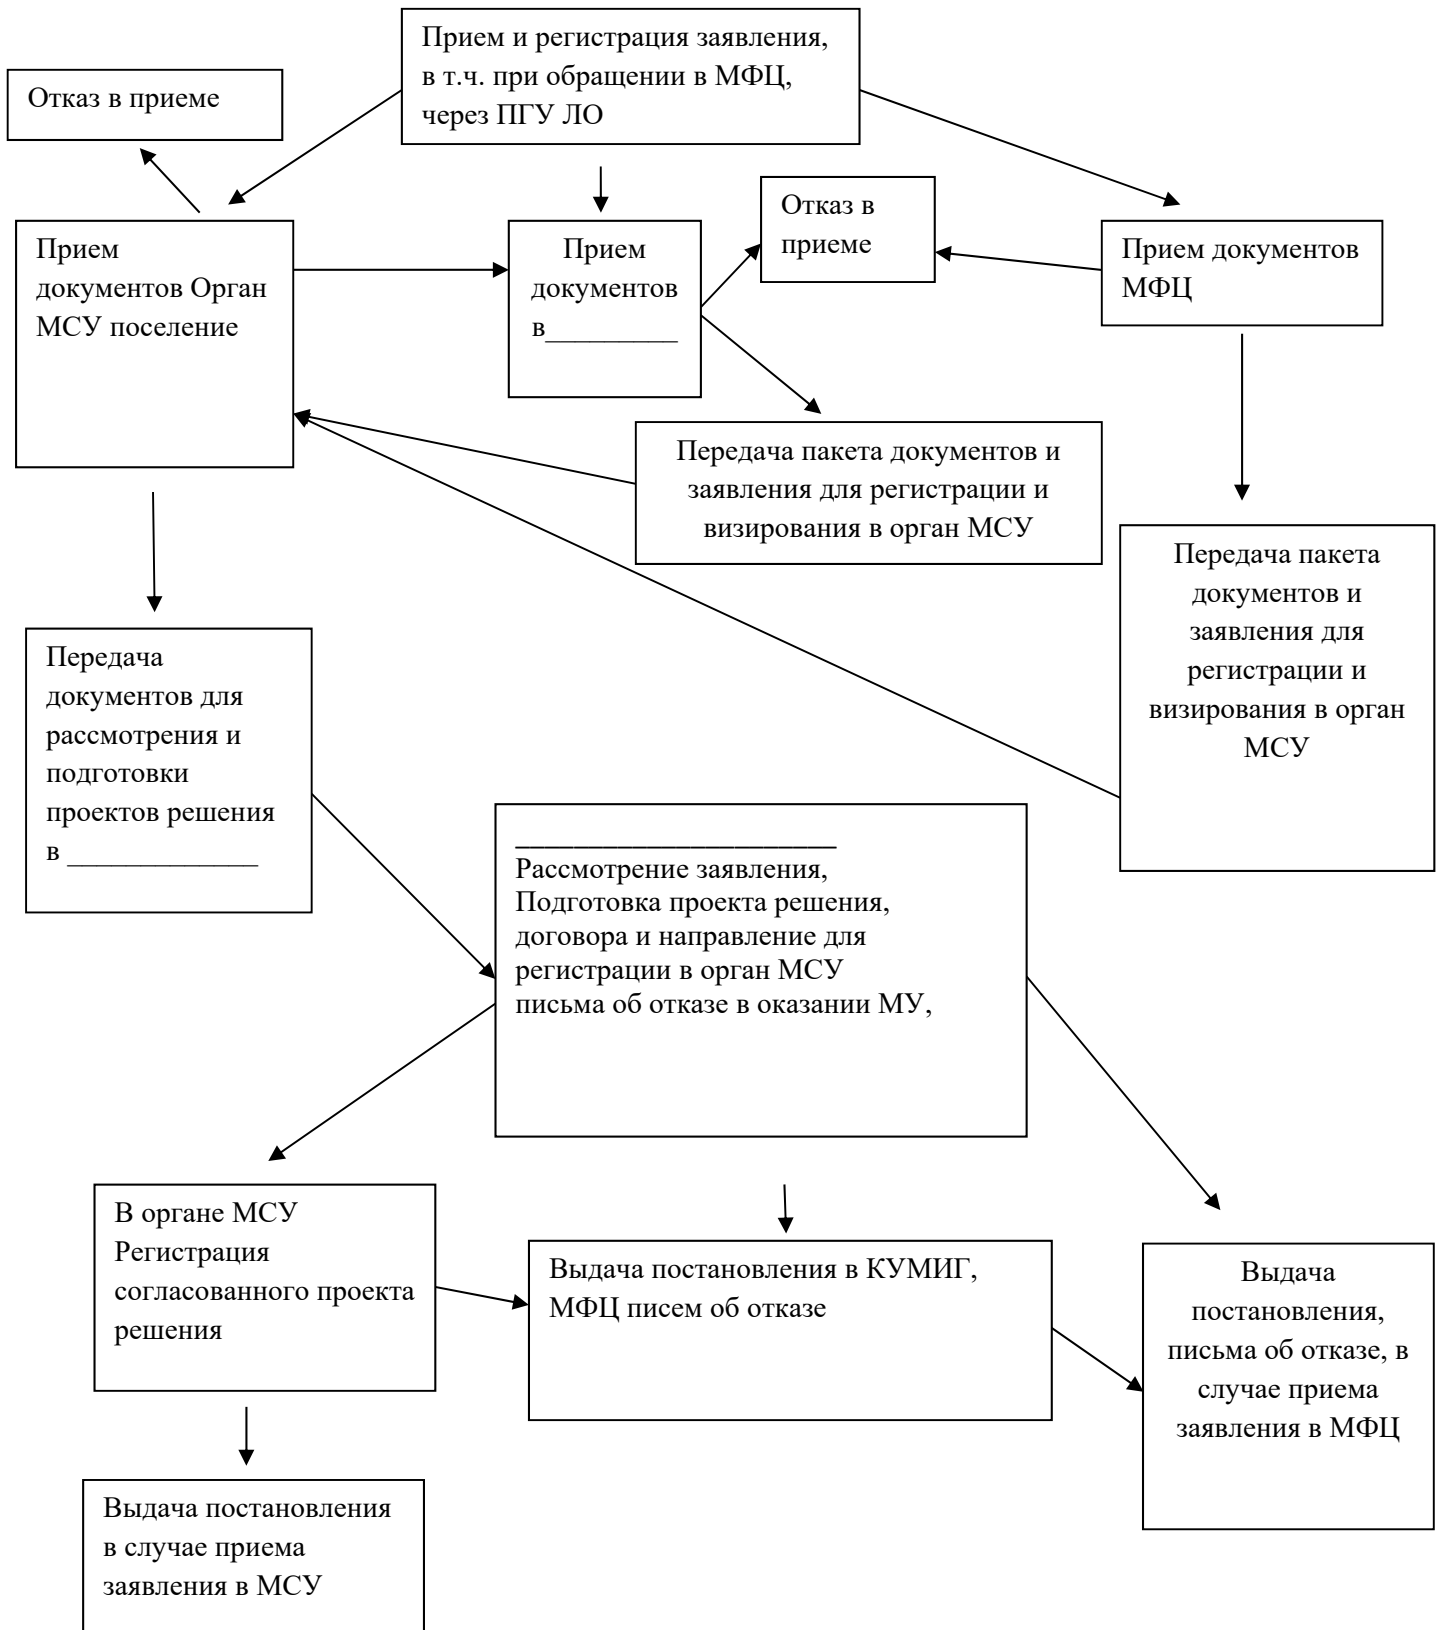 Прием и регистрация заявления,
в т.ч. при обращении в МФЦ,
через ПГУ ЛО
Отказ в приеме
Прием
документов Орган
МСУ поселение
Прием
документов
в_________
Отказ в
приеме
Прием документов
МФЦ
Передача пакета документов и
заявления для регистрации и
визирования в орган МСУ
Передача пакета
документов и
заявления для
регистрации и
визирования в орган
МСУ
Передача
документов для
рассмотрения и
подготовки
проектов решения
в _____________
______________________
Рассмотрение заявления,
Подготовка проекта решения,
договора и направление для
регистрации в орган МСУ
письма об отказе в оказании МУ,
В органе МСУ
Регистрация
согласованного проекта
решения
Выдача постановления в КУМИГ,
МФЦ писем об отказе
Выдача
постановления,
письма об отказе, в
случае приема
заявления в МФЦ
Выдача постановления
в случае приема
заявления в МСУ